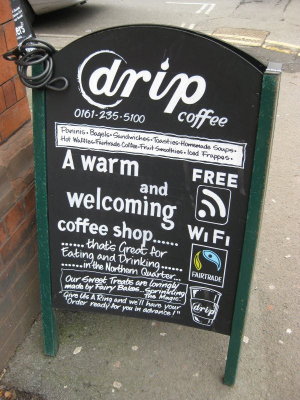 drip
coffee
0161-235-5100
Paninis • Bagels • Sandwiches • Toasties • Homemade Soups •
Hot Waffles • Fairtrade Coffee • Fruit Smoothies • Iced Frappes •
A warm
and
welcoming
coffee shop......
FREE
WiFi
...... that's Great for
Eating and Drinking......
......in the Northern Quarter...
FAIRTRADE
Our Sweet Treats are lovingly
made by Fairy Bakes... Sprinkling
The Magic.
Give Us A Ring and we'll have your
Order ready for you in advance!"
drip